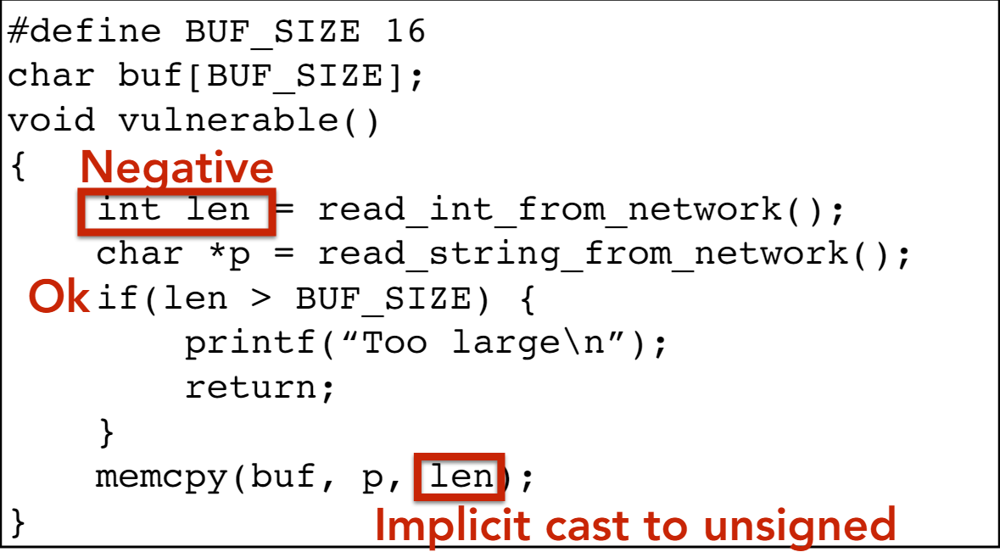 #define BUF_SIZE 16
char buf[BUF_SIZE];
void vulnerable()
{ Negative
int len = read_int_from_network();
char *p = read_string_from_network();
Ok if(len > BUF_SIZE) {
printf(“Too large\n”);
return;
}
memcpy(buf, p, len);
} Implicit cast to unsigned